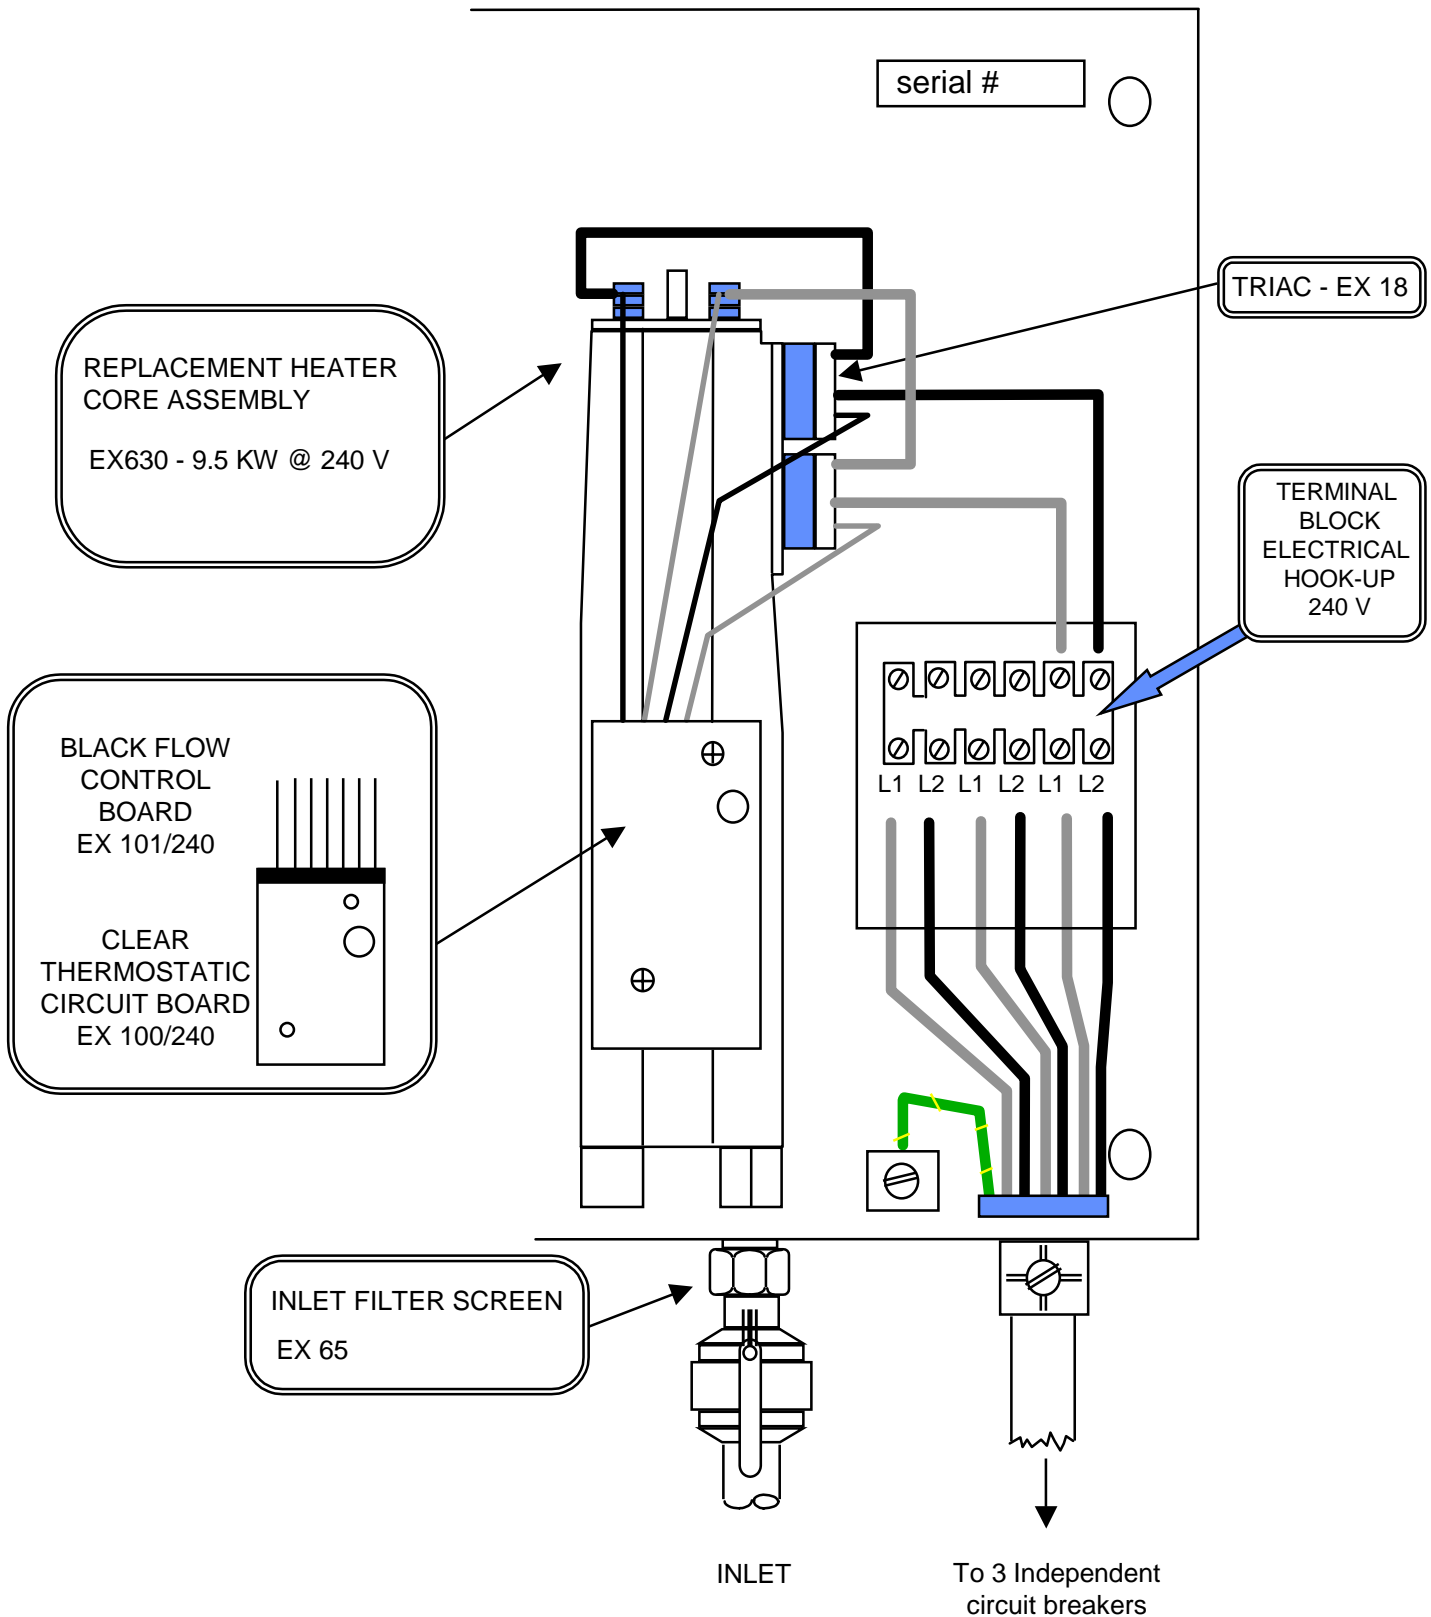 serial #
TRIAC - EX 18
REPLACEMENT HEATER
CORE ASSEMBLY
EX630 - 9.5 KW @ 240 V
TERMINAL
BLOCK
ELECTRICAL
HOOK-UP
240 V
BLACK FLOW
CONTROL
BOARD
EX 101/240
CLEAR
THERMOSTATIC
CIRCUIT BOARD
EX 100/240
L1 L2 L1 L2 L1 L2
INLET FILTER SCREEN
EX 65
INLET
To 3 Independent
circuit breakers